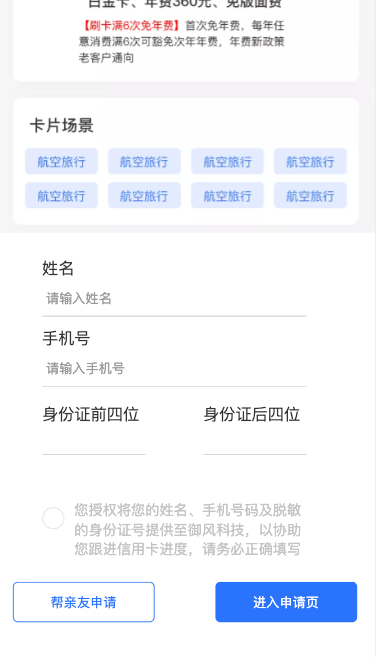 白金卡、年费360元、免版面费
【刷卡满6次免年费】首次免年费，每年任
意消费满6次可豁免次年年费，年费新政策
老客户通向
卡片场景
航空旅行 航空旅行 航空旅行 航空旅行
航空旅行 航空旅行 航空旅行 航空旅行
姓名
请输入姓名
手机号
请输入手机号
身份证前四位 身份证后四位
您授权将您的姓名、手机号码及脱敏
的身份证号提供至御风科技，以协助
您跟进信用卡进度，请务必正确填写
帮亲友申请 进入申请页